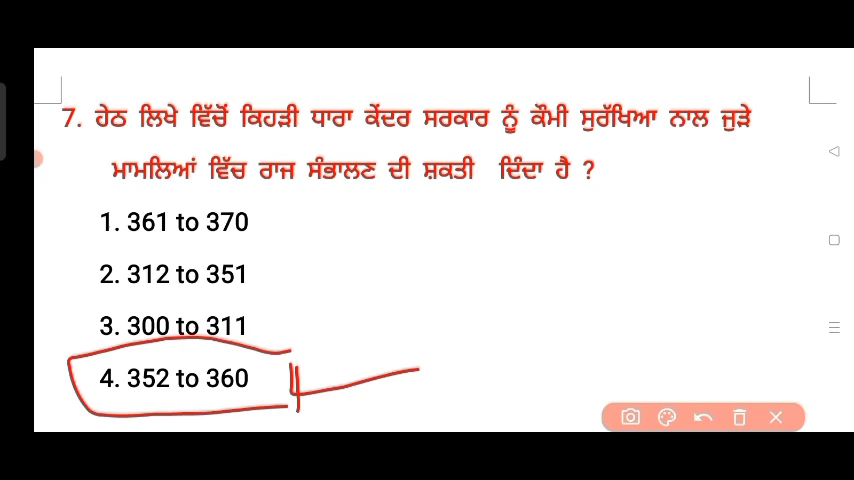 7. ਹੇਠ ਲਿਖੇ ਵਿੱਚੋਂ ਕਿਹੜੀ ਧਾਰਾ ਕੇਂਦਰ ਸਰਕਾਰ ਨੂੰ ਕੌਮੀ ਸੁਰੱਖਿਆ ਨਾਲ ਜੁੜੇ
ਮਾਮਲਿਆਂ ਵਿੱਚ ਰਾਜ ਸੰਭਾਲਣ ਦੀ ਸ਼ਕਤੀ ਦਿੰਦਾ ਹੈ ?
1. 361 to 370
2. 312 to 351
3. 300 to 311
4. 352 to 360